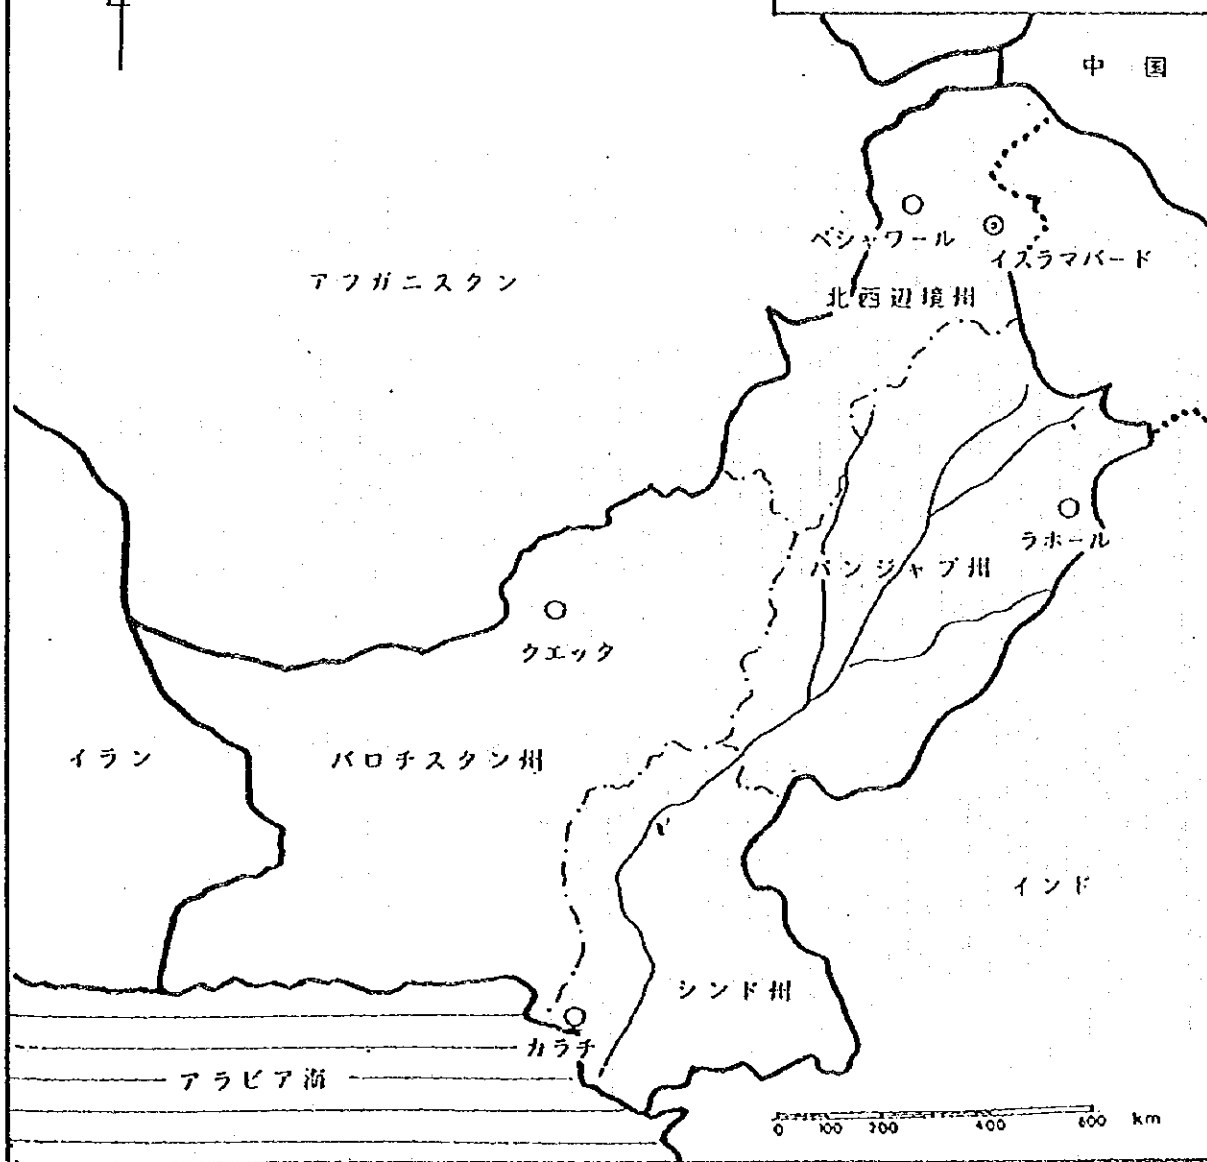 中国
ペシャワール
イスラマバード
アフガニスタン
北西辺境州
ラホール
パンジャブ州
クエッタ
イラン
バロチスタン州
インド
シンド州
カラチ
アラビア海
0 100 200 400 600 km